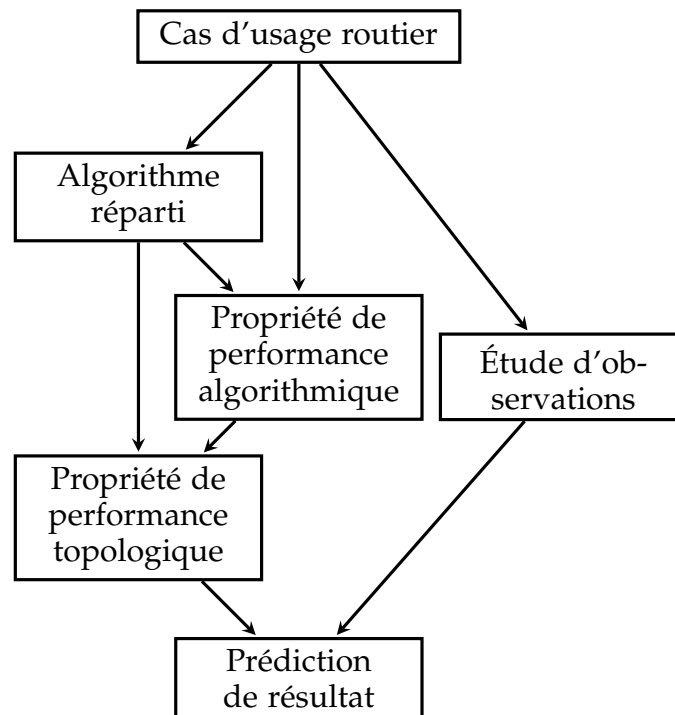 Cas d'usage routier
Algorithme
réparti
Propriété de
performance
algorithmique
Étude d'ob-
servations
Propriété de
performance
topologique
Prédiction
de résultat